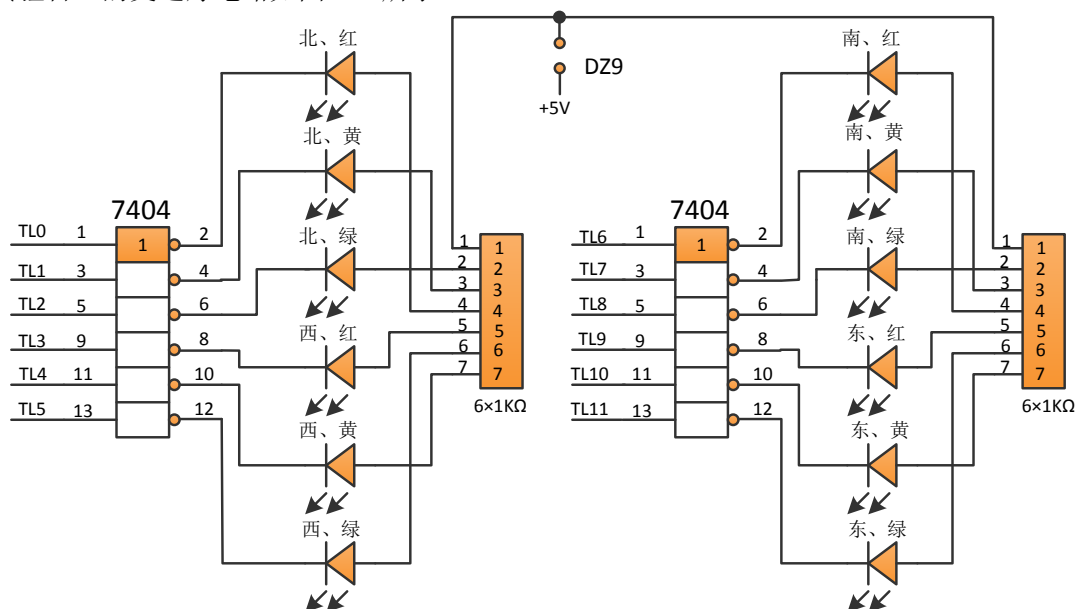 北、红
北、黄
7404
TL0 1 1 2
TL1 3 4
TL2 5 6
TL3 9 8
TL4 11 10
TL5 13 12
北、绿
西、红
西、黄
西、绿
1 1
2 2
3 3
4 4
5 5
6 6
7 7
6×1KΩ
DZ9
+5V
南、红
南、黄
7404
TL6 1 1 2
TL7 3 4
TL8 5 6
TL9 9 8
TL10 11 10
TL11 13 12
南、绿
东、红
东、黄
东、绿
1 1
2 2
3 3
4 4
5 5
6 6
7 7
6×1KΩ